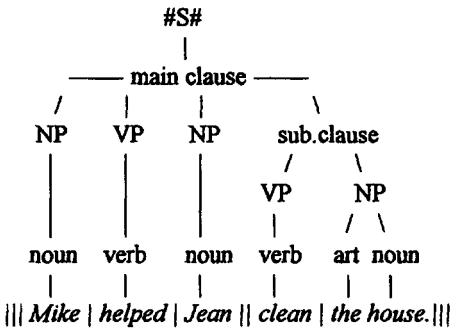 #S#
main clause
NP VP NP sub.clause
VP NP
noun verb noun verb art noun
||| Mike | helped | Jean || clean | the house.|||